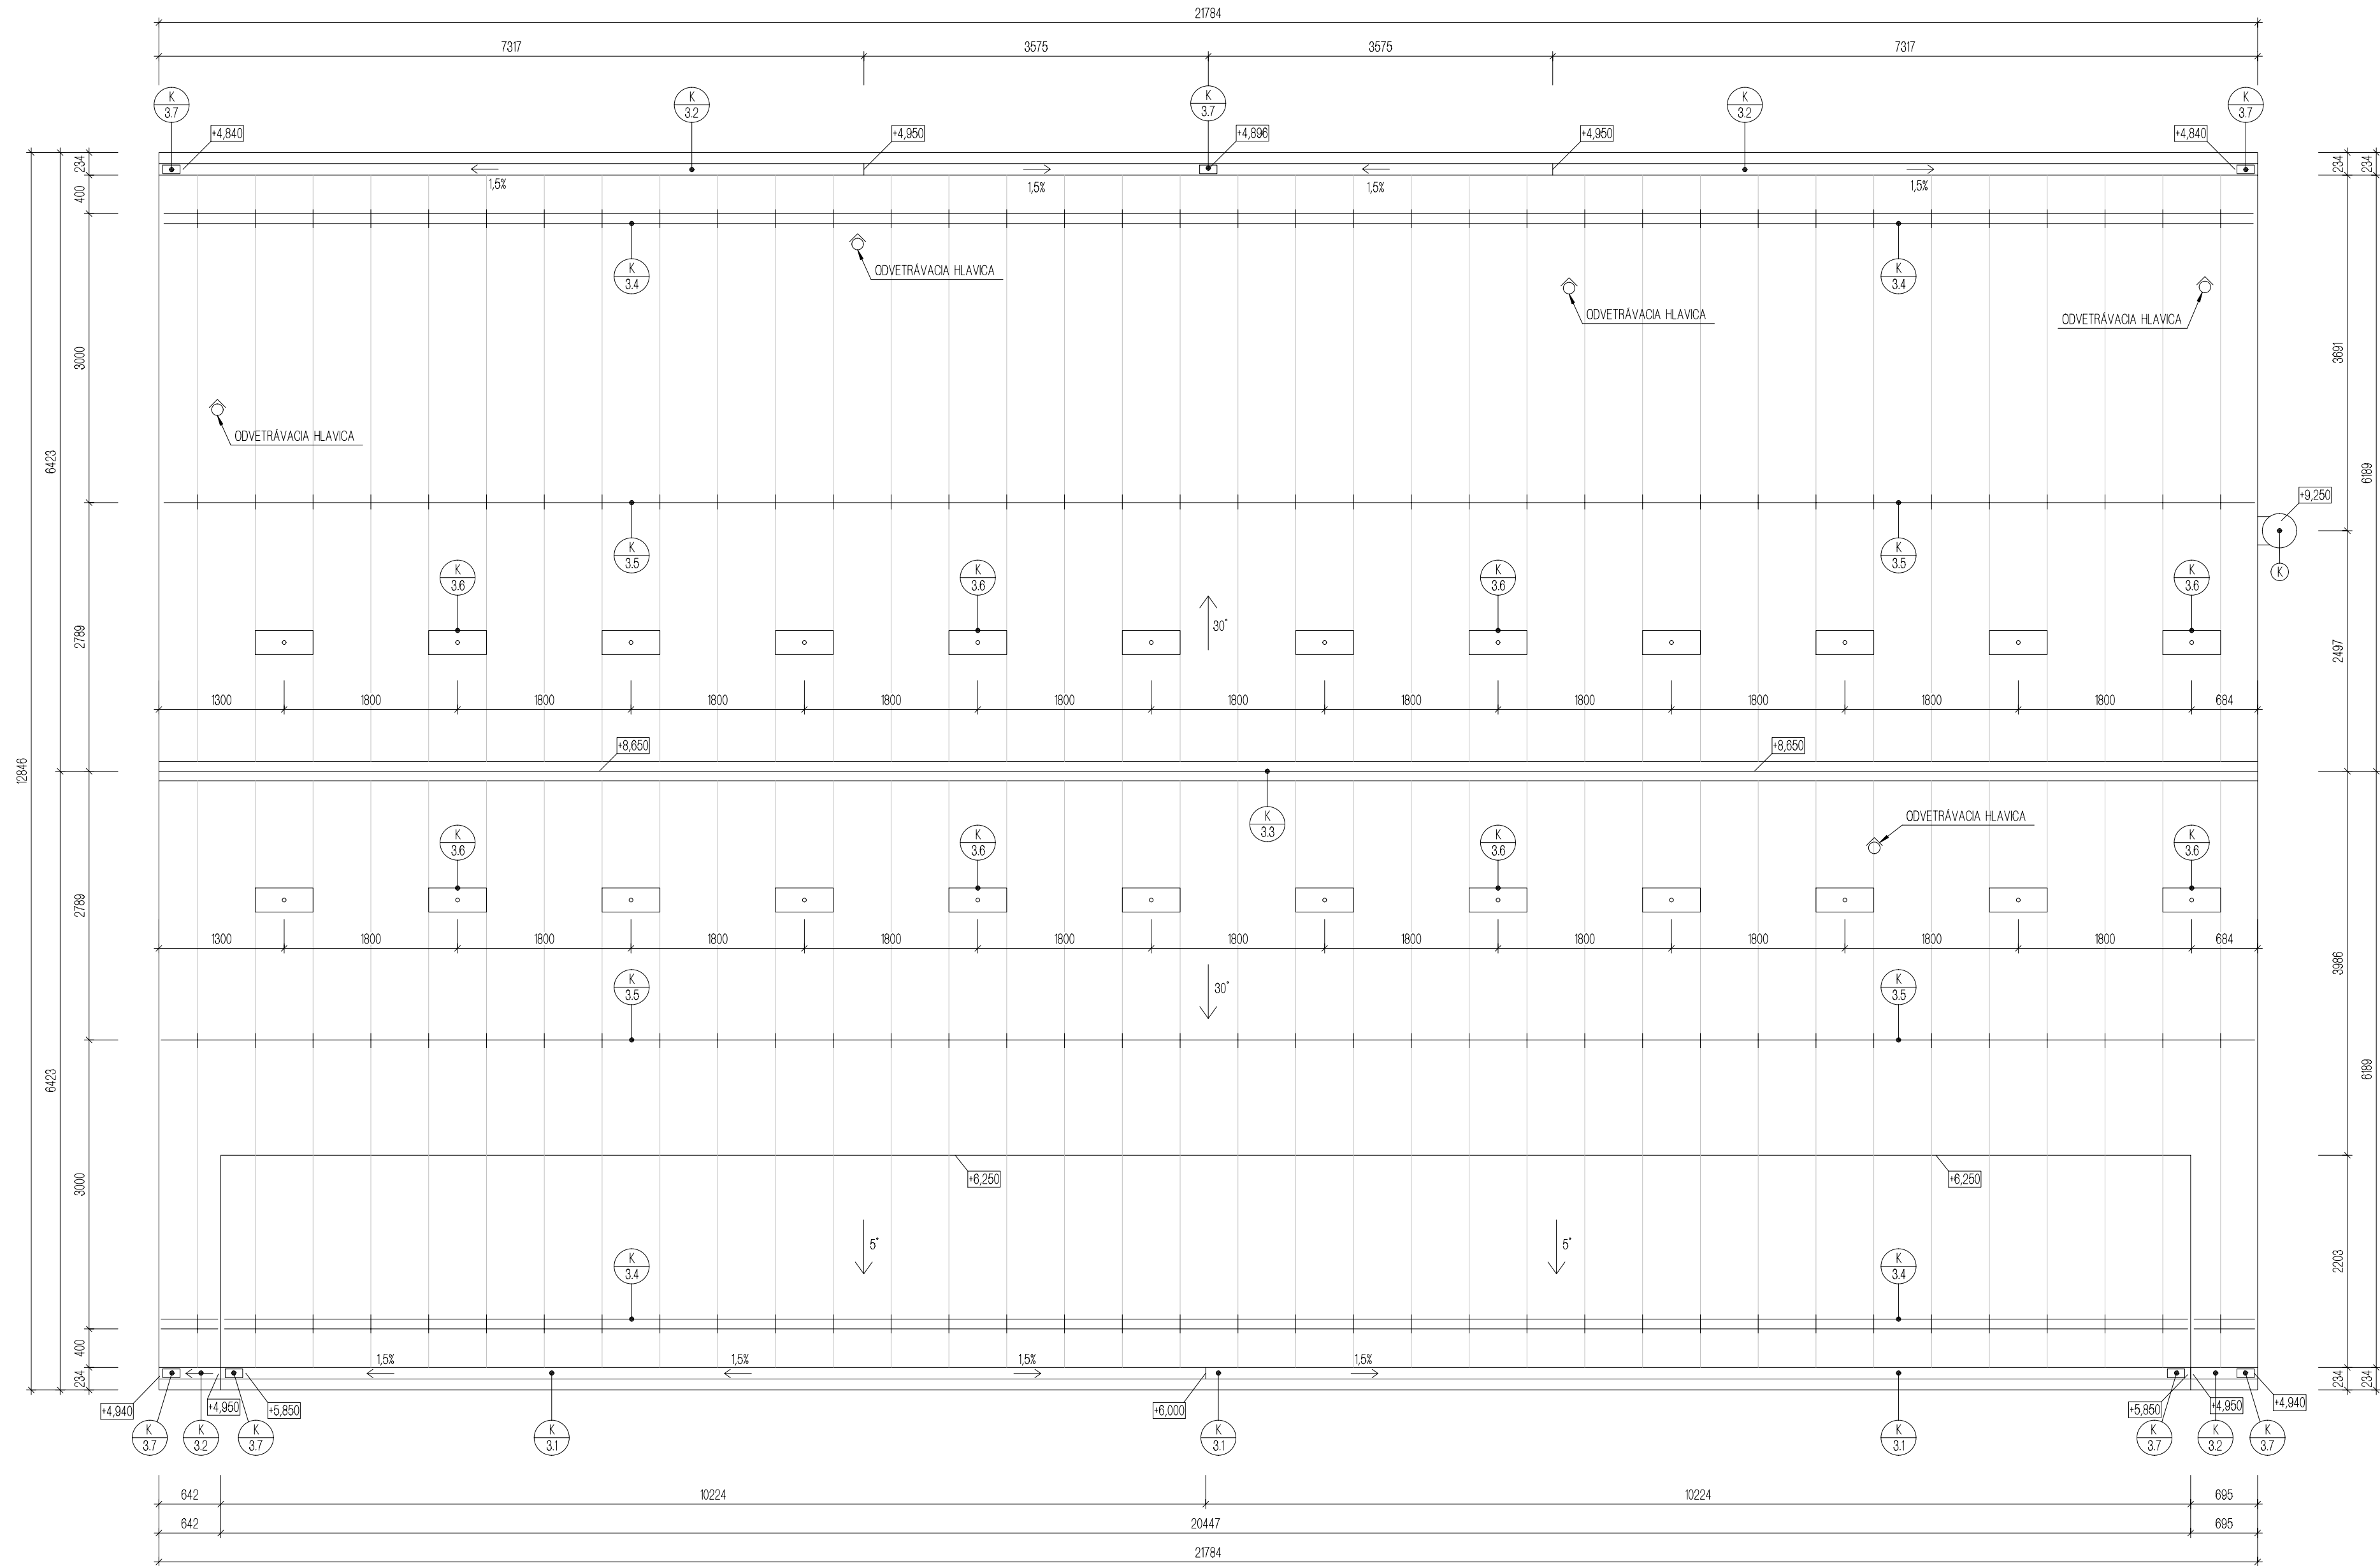 21784
7317 3575 3575 7317
K 3.7 K 3.2 K 3.7 K 3.2 K 3.7
+4,840 +4,950 +4,896 +4,950 +4,840
234 234 234
1,5% 1,5% 1,5% 1,5%
400
K 3.4 K 3.4
ODVETRÁVACIA HLAVICA
ODVETRÁVACIA HLAVICA
ODVETRÁVACIA HLAVICA
3000 3691
ODVETRÁVACIA HLAVICA
6423 6189
+9,250
K 3.5 K 3.5
K
K 3.6 K 3.6 K 3.6 K 3.6
30°
2789 2497
1300 1800 1800 1800 1800 1800 1800 1800 1800 1800 1800 1800 684
+8,650 +8,650
12846
K 3.3
ODVETRÁVACIA HLAVICA
K 3.6 K 3.6 K 3.6 K 3.6
2789
1300 1800 1800 1800 1800 1800 1800 1800 1800 1800 1800 1800 684
3986
K 3.5 K 3.5
30°
6423 6189
+6,250 +6,250
3000
5° 5°
K 3.4 K 3.4
2203
400
1,5% 1,5% 1,5% 1,5%
234 234 234
+4,940 +4,950 +5,850 +6,000 +5,850 +4,950 +4,940
K 3.7 K 3.2 K 3.7 K 3.1 K 3.1 K 3.1 K 3.7 K 3.2 K 3.7
642 10224 10224 695
642 20447 695
21784